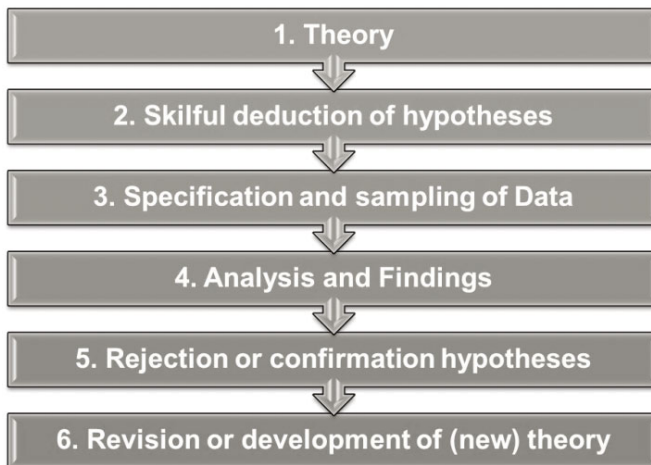 1. Theory
2. Skilful deduction of hypotheses
3. Specification and sampling of Data
4. Analysis and Findings
5. Rejection or confirmation hypotheses
6. Revision or development of (new) theory